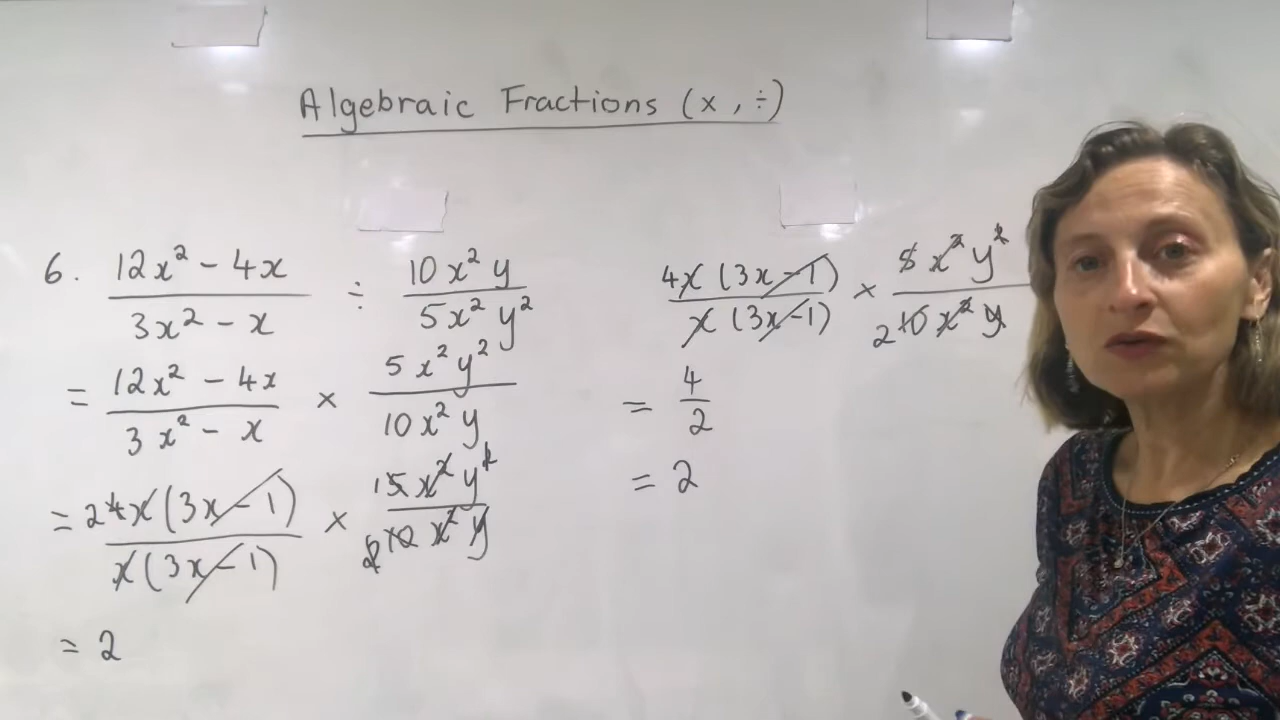 Algebraic Fractions (x, ÷)
6. (12x² - 4x)/(3x² - x) ÷ (10x²y)/(5x²y²)
= (12x² - 4x)/(3x² - x) × (5x²y²)/(10x²y)
= 2 4x(3x - 1)/x(3x - 1) × 1 5x²y²/2 10x²y
= 2
4x(3x - 1)/x(3x - 1) × 5x²y²/2 10x²y
= 4/2
= 2